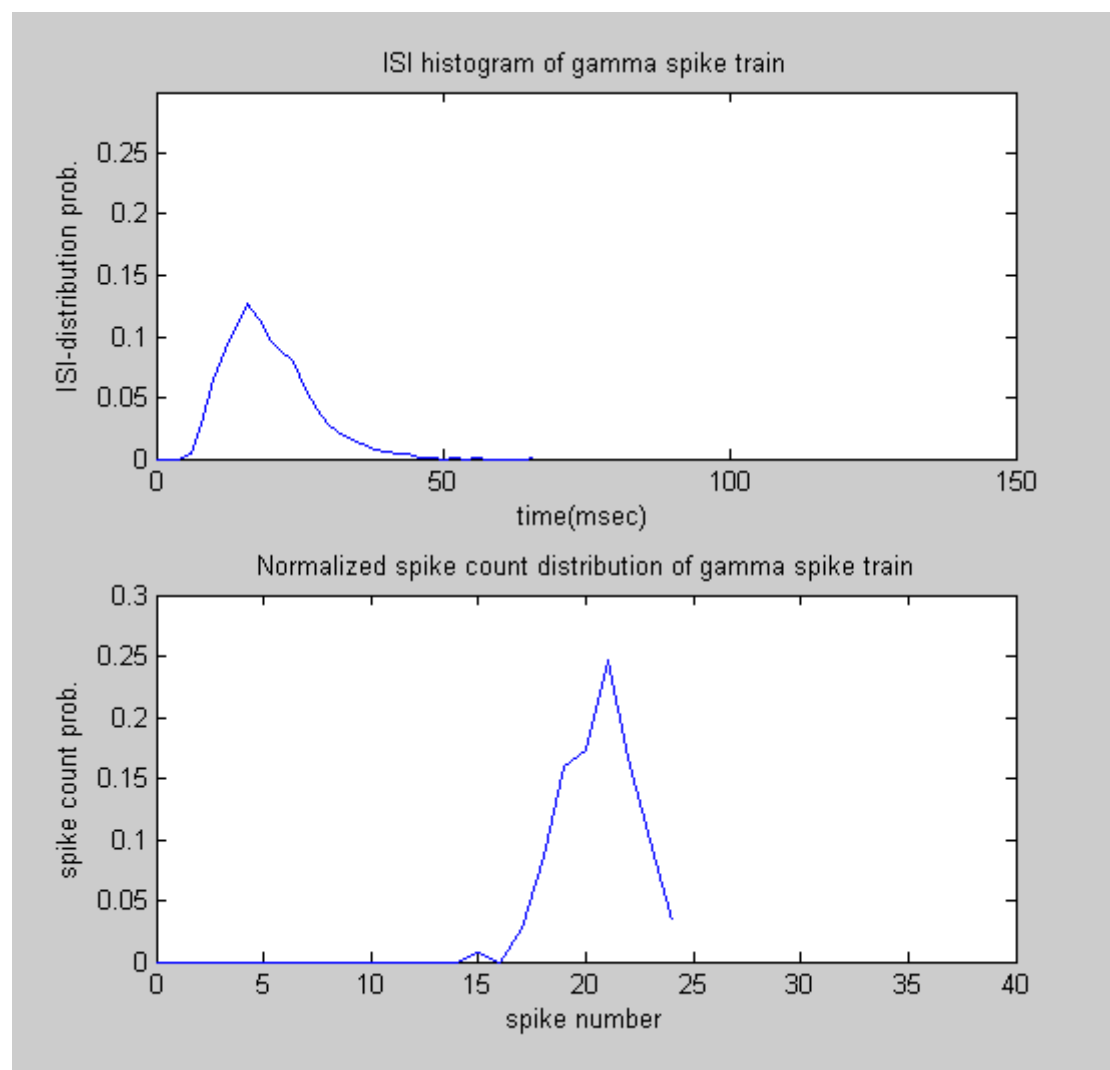 ISI histogram of gamma spike train
0.25
0.2
0.15
0.1
0.05
0
ISI-distribution prob.
0 50 100 150
time(msec)
Normalized spike count distribution of gamma spike train
0.3
0.25
0.2
0.15
0.1
0.05
0
spike count prob.
0 5 10 15 20 25 30 35 40
spike number